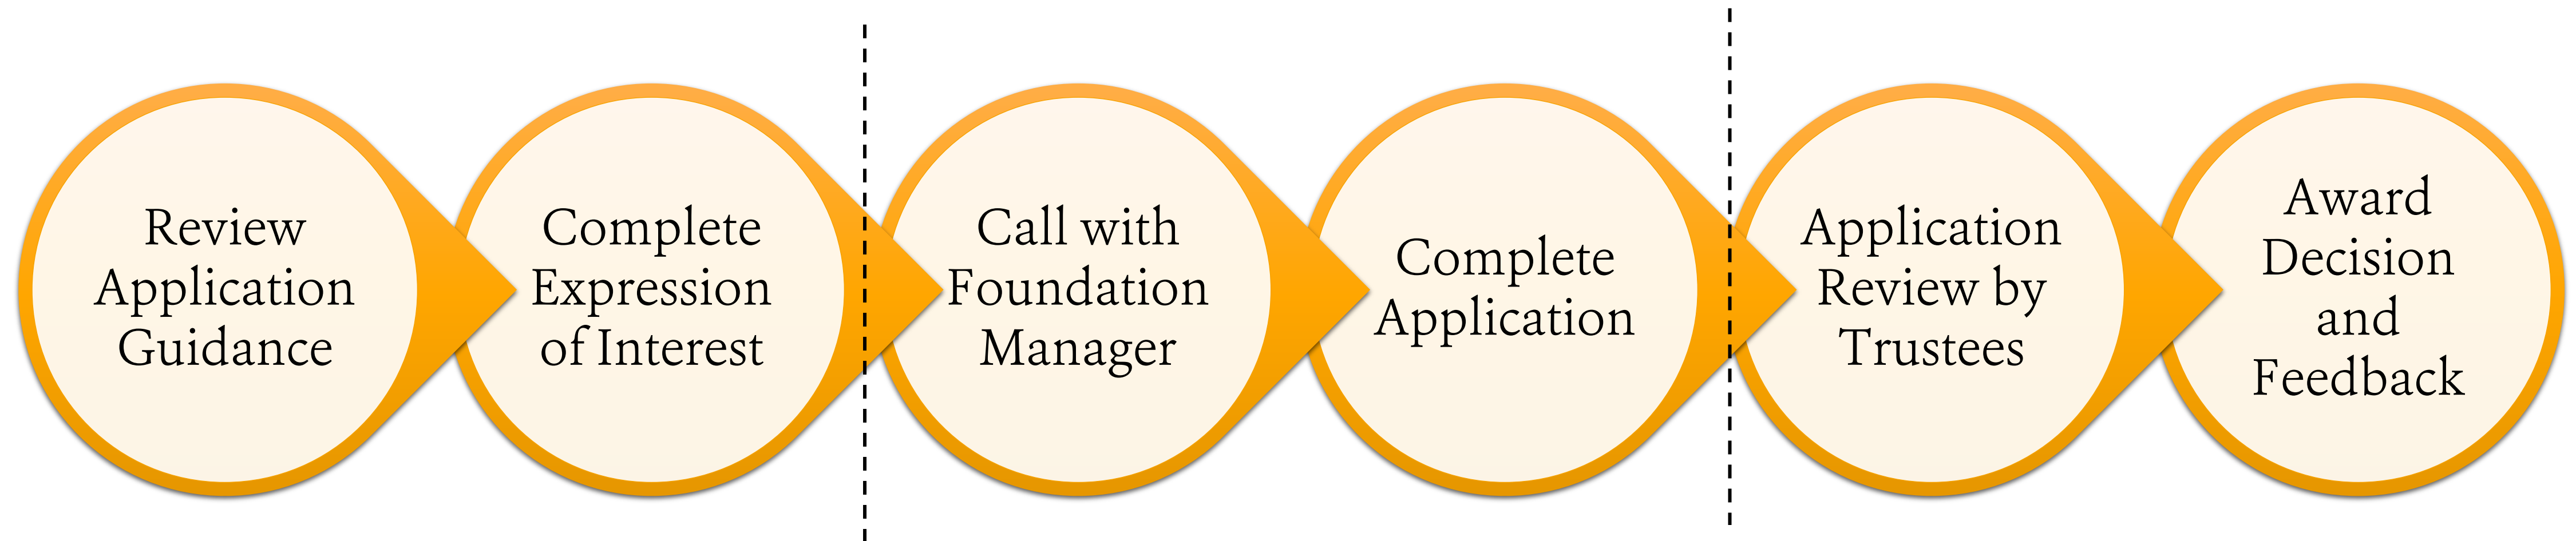 Review
Application
Guidance
Complete
Expression
of Interest
Call with
Foundation
Manager
Complete
Application
Application
Review by
Trustees
Award
Decision
and
Feedback